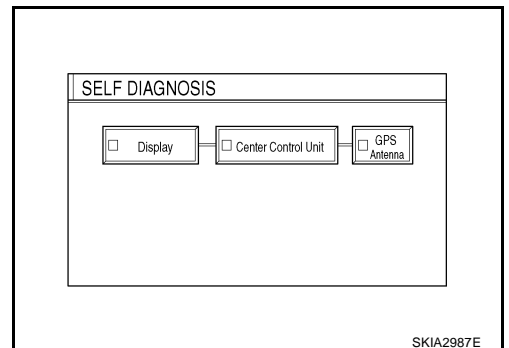 SELF DIAGNOSIS
Display
Center Control Unit
GPS
Antenna
SKIA2987E